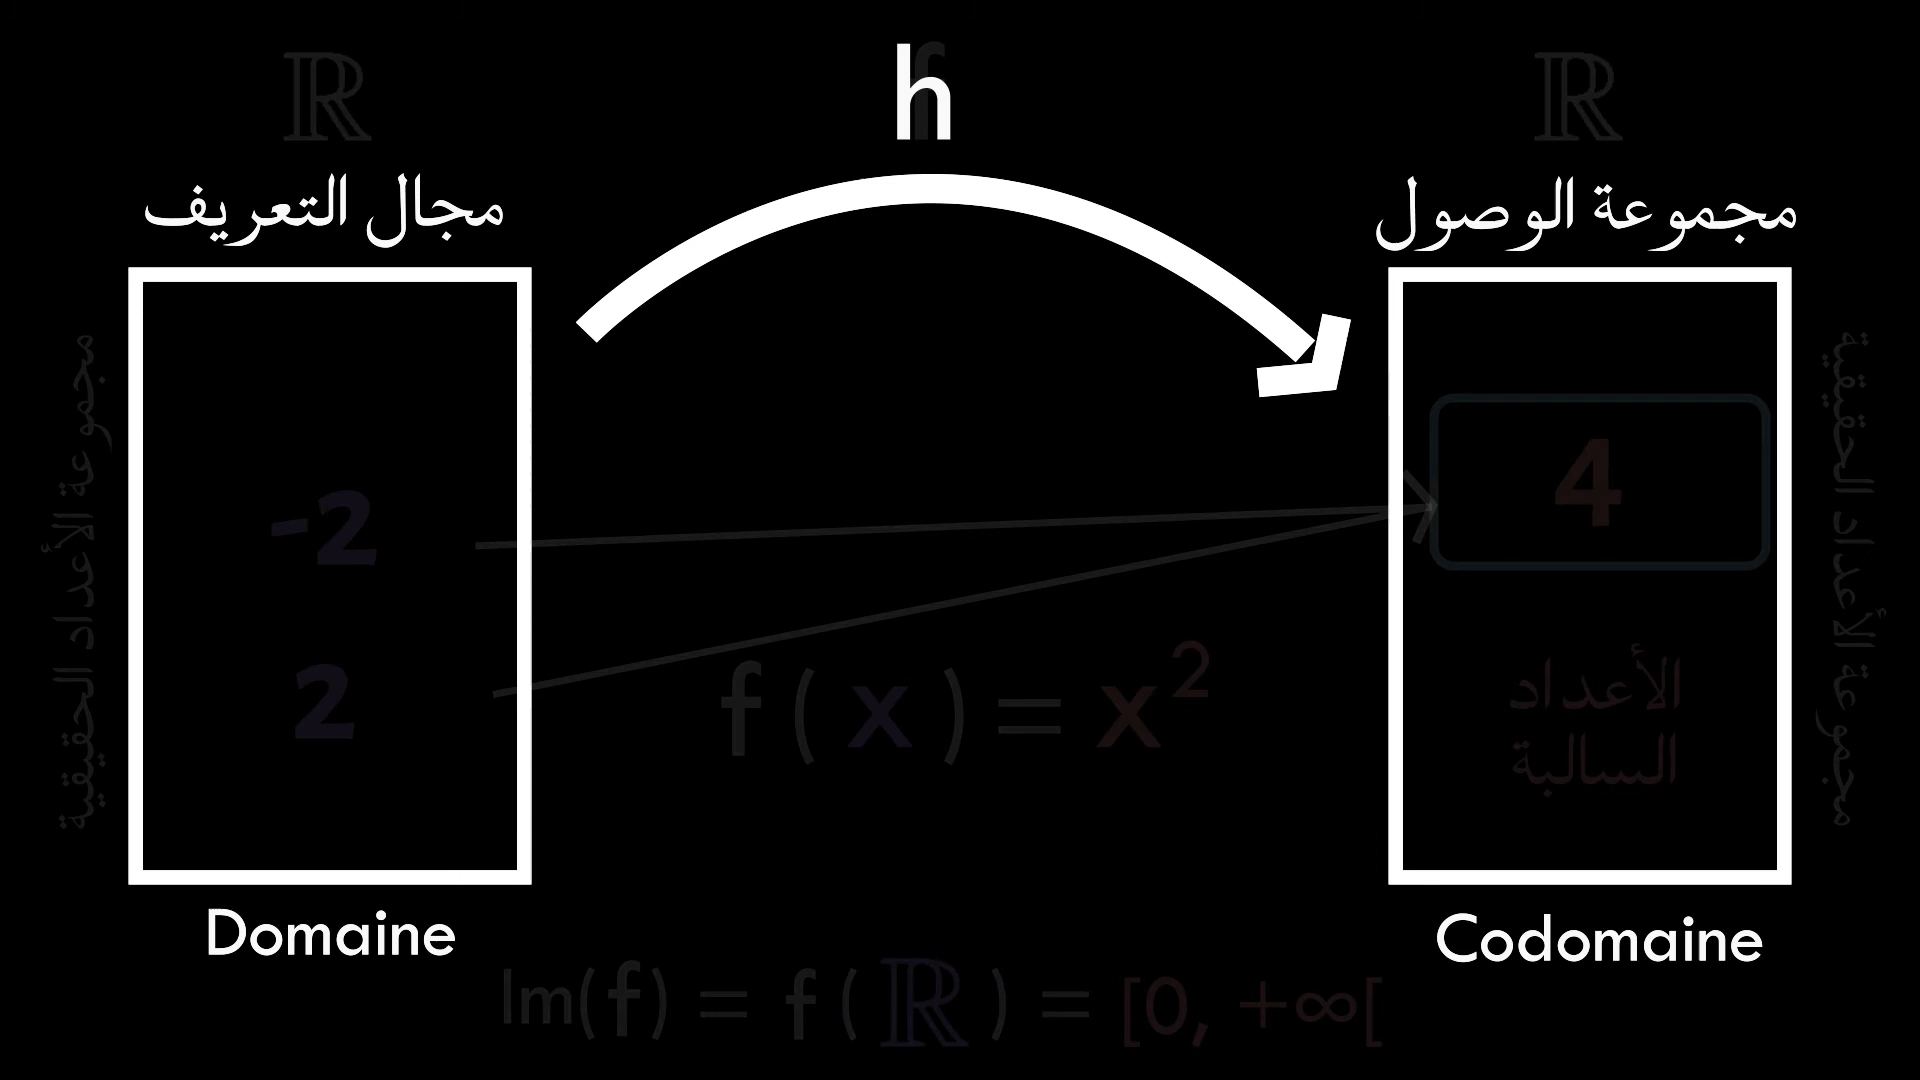 ℝ
h
f
ℝ
مجال التعريف
مجموعة الوصول
مجموعة الأعداد الحقيقية
-2
2
4
الأعداد
السالبة
مجموعة الأعداد الحقيقية
f(x) = x²
Domaine
Codomaine
Im(f) = f(ℝ) = [0, +∞[